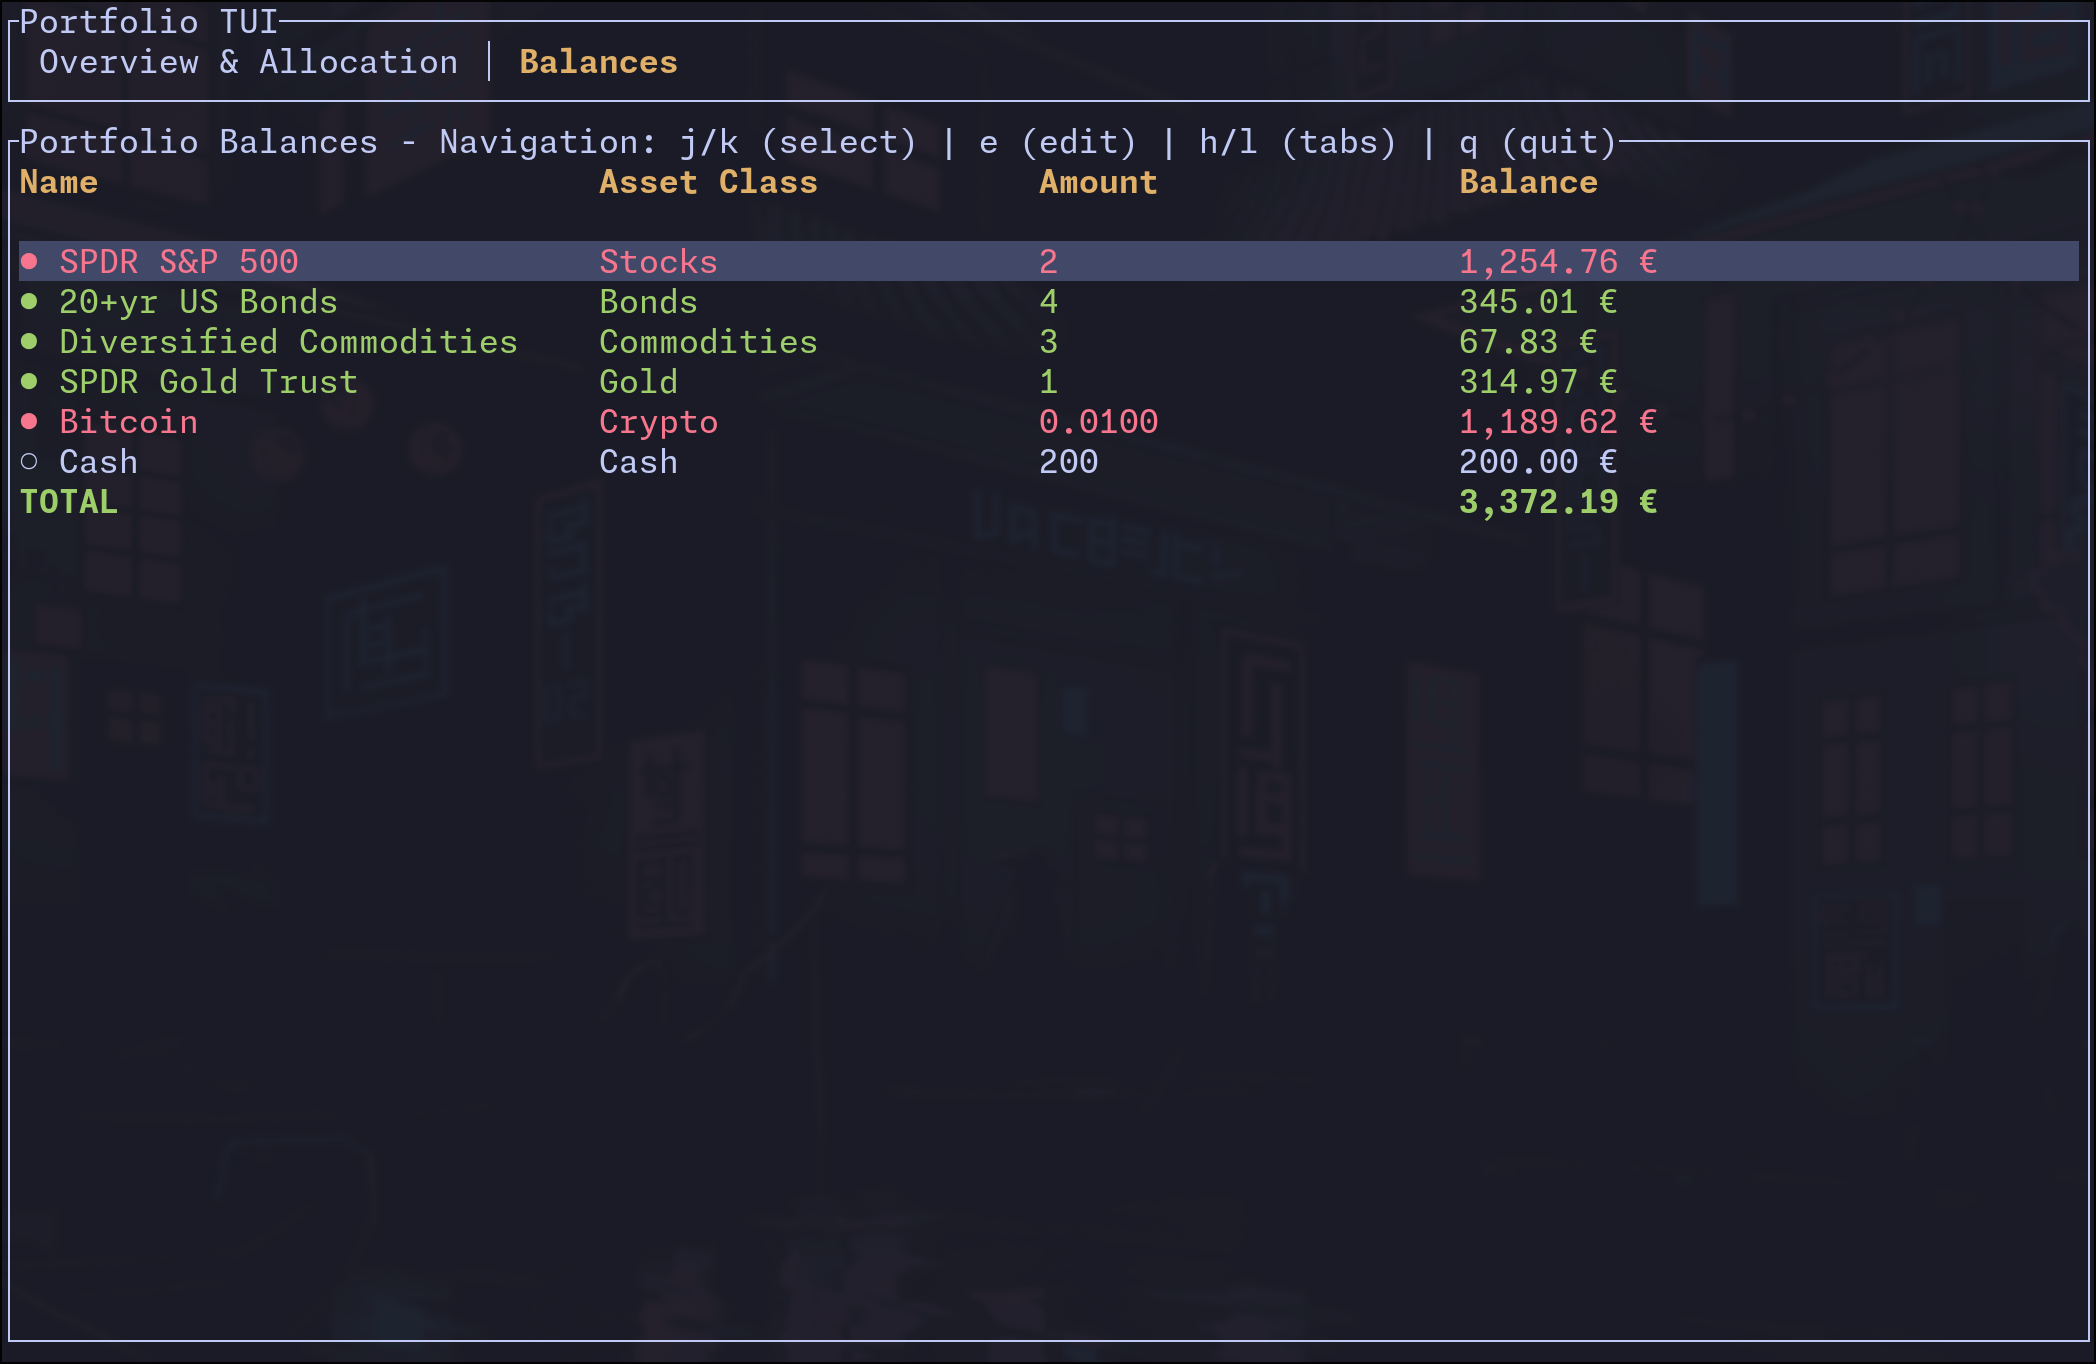 Portfolio TUI
Overview & Allocation │ Balances
Portfolio Balances - Navigation: j/k (select) | e (edit) | h/l (tabs) | q (quit)
Name Asset Class Amount Balance
● SPDR S&P 500 Stocks 2 1,254.76 €
● 20+yr US Bonds Bonds 4 345.01 €
● Diversified Commodities Commodities 3 67.83 €
● SPDR Gold Trust Gold 1 314.97 €
● Bitcoin Crypto 0.0100 1,189.62 €
○ Cash Cash 200 200.00 €
TOTAL 3,372.19 €